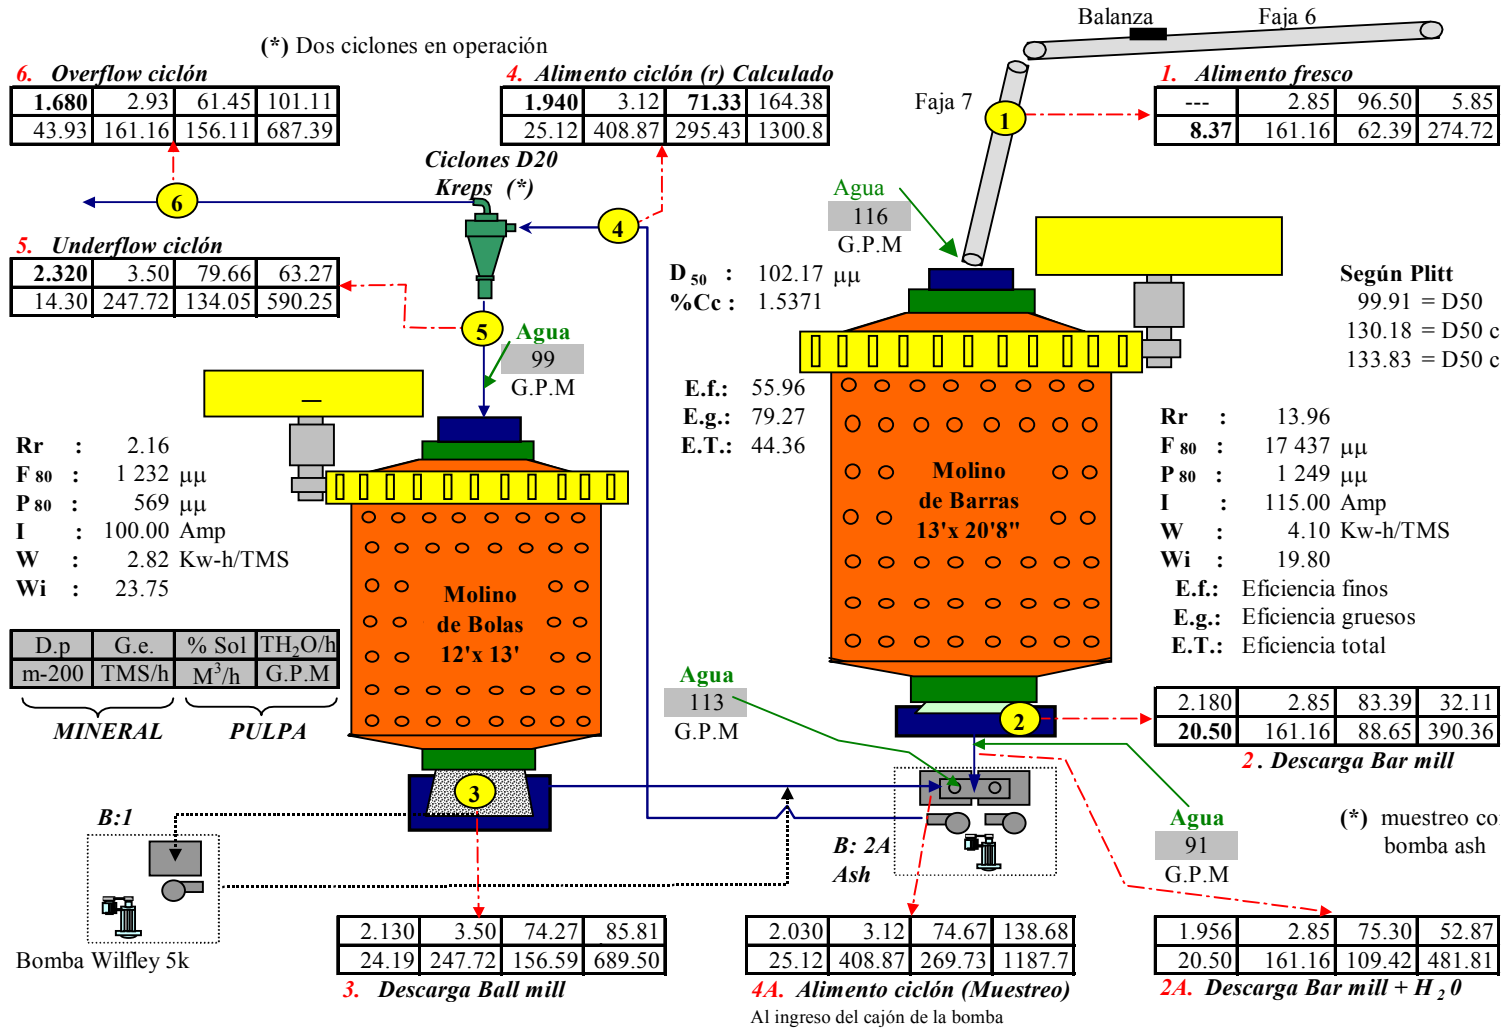 Balanza Faja 6
(*) Dos ciclones en operación
6. Overflow ciclón
1.680 2.93 61.45 101.11
43.93 161.16 156.11 687.39
4. Alimento ciclón (r) Calculado
1.940 3.12 71.33 164.38
25.12 408.87 295.43 1300.8
Faja 7
1
1. Alimento fresco
--- 2.85 96.50 5.85
8.37 161.16 62.39 274.72
Ciclones D20
Kreps (*)
6
4
Agua
116
G.P.M
5. Underflow ciclón
2.320 3.50 79.66 63.27
14.30 247.72 134.05 590.25
5
Agua
99
G.P.M
D 50 : 102.17 µµ
%Cc : 1.5371
Según Plitt
99.91 = D50
130.18 = D50 c
133.83 = D50 c
E.f.: 55.96
E.g.: 79.27
E.T.: 44.36
Rr : 2.16
F 80 : 1 232 µµ
P 80 : 569 µµ
I : 100.00 Amp
W : 2.82 Kw-h/TMS
Wi : 23.75
Molino
de Barras
13'x 20'8"
Rr : 13.96
F 80 : 17 437 µµ
P 80 : 1 249 µµ
I : 115.00 Amp
W : 4.10 Kw-h/TMS
Wi : 19.80
E.f.: Eficiencia finos
E.g.: Eficiencia gruesos
E.T.: Eficiencia total
Molino
de Bolas
12'x 13'
D.p G.e. % Sol TH2O/h
m-200 TMS/h M3/h G.P.M
MINERAL PULPA
Agua
113
G.P.M
2
2.180 2.85 83.39 32.11
20.50 161.16 88.65 390.36
2. Descarga Bar mill
3
B:1
B: 2A
Ash
Agua
91
G.P.M
(*) muestreo co
bomba ash
Bomba Wilfley 5k
2.130 3.50 74.27 85.81
24.19 247.72 156.59 689.50
3. Descarga Ball mill
2.030 3.12 74.67 138.68
25.12 408.87 269.73 1187.7
4A. Alimento ciclón (Muestreo)
Al ingreso del cajón de la bomba
1.956 2.85 75.30 52.87
20.50 161.16 109.42 481.81
2A. Descarga Bar mill + H 2 0